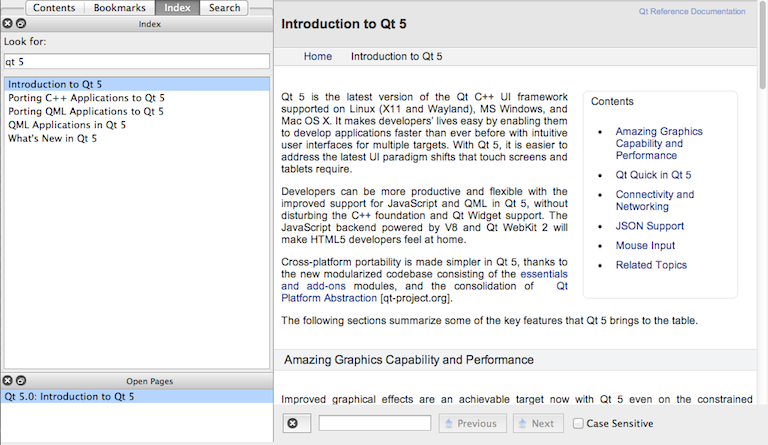 Contents Bookmarks Index Search
Index
Look for:
qt 5
Introduction to Qt 5
Porting C++ Applications to Qt 5
Porting QML Applications to Qt 5
QML Applications in Qt 5
What's New in Qt 5
Open Pages
Qt 5.0: Introduction to Qt 5
Qt Reference Documentation
Introduction to Qt 5
Home Introduction to Qt 5
Qt 5 is the latest version of the Qt C++ UI framework
supported on Linux (X11 and Wayland), MS Windows, and
Mac OS X. It makes developers' lives easy by enabling them
to develop applications faster than ever before with intuitive
user interfaces for multiple targets. With Qt 5, it is easier to
address the latest UI paradigm shifts that touch screens and
tablets require.
Developers can be more productive and flexible with the
improved support for JavaScript and QML in Qt 5, without
disturbing the C++ foundation and Qt Widget support. The
JavaScript backend powered by V8 and Qt WebKit 2 will
make HTML5 developers feel at home.
Cross-platform portability is made simpler in Qt 5, thanks to
the new modularized codebase consisting of the essentials
and add-ons modules, and the consolidation of Qt
Platform Abstraction [qt-project.org].
Contents
• Amazing Graphics
Capability and
Performance
• Qt Quick in Qt 5
• Connectivity and
Networking
• JSON Support
• Mouse Input
• Related Topics
The following sections summarize some of the key features that Qt 5 brings to the table.
Amazing Graphics Capability and Performance
Improved graphical effects are an achievable target now with Qt 5 even on the constrained
Previous Next Case Sensitive